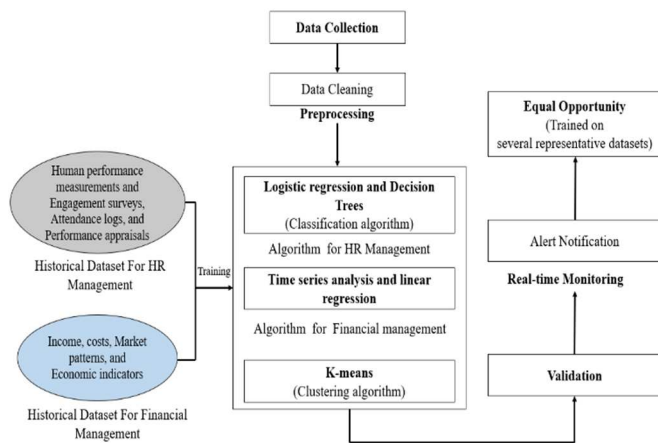 Data Collection
Data Cleaning
Preprocessing
Human performance
measurements and
Engagement surveys,
Attendance logs, and
Performance appraisals
Historical Dataset For HR
Management
Income, costs, Market
patterns, and
Economic indicators
Historical Dataset For Financial
Management
Training
Logistic regression and Decision
Trees
(Classification algorithm)
Algorithm for HR Management
Time series analysis and linear
regression
Algorithm for Financial management
K-means
(Clustering algorithm)
Equal Opportunity
(Trained on
several representative datasets)
Alert Notification
Real-time Monitoring
Validation